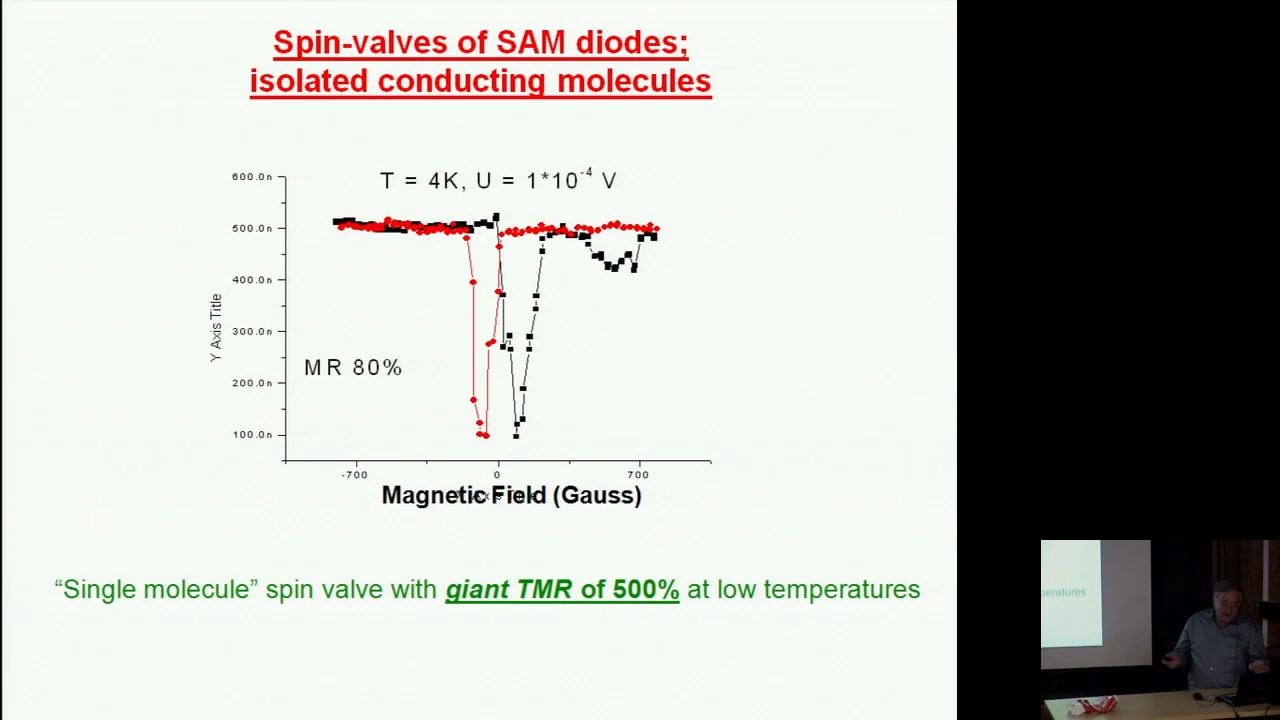 Spin-valves of SAM diodes;
isolated conducting molecules
T = 4K, U = 1*10-4 V
600.0n
500.0n
400.0n
300.0n
200.0n
100.0n
Y Axis Title
MR 80%
-700 0 700
Magnetic Field (Gauss)
“Single molecule” spin valve with giant TMR of 500% at low temperatures
peratures